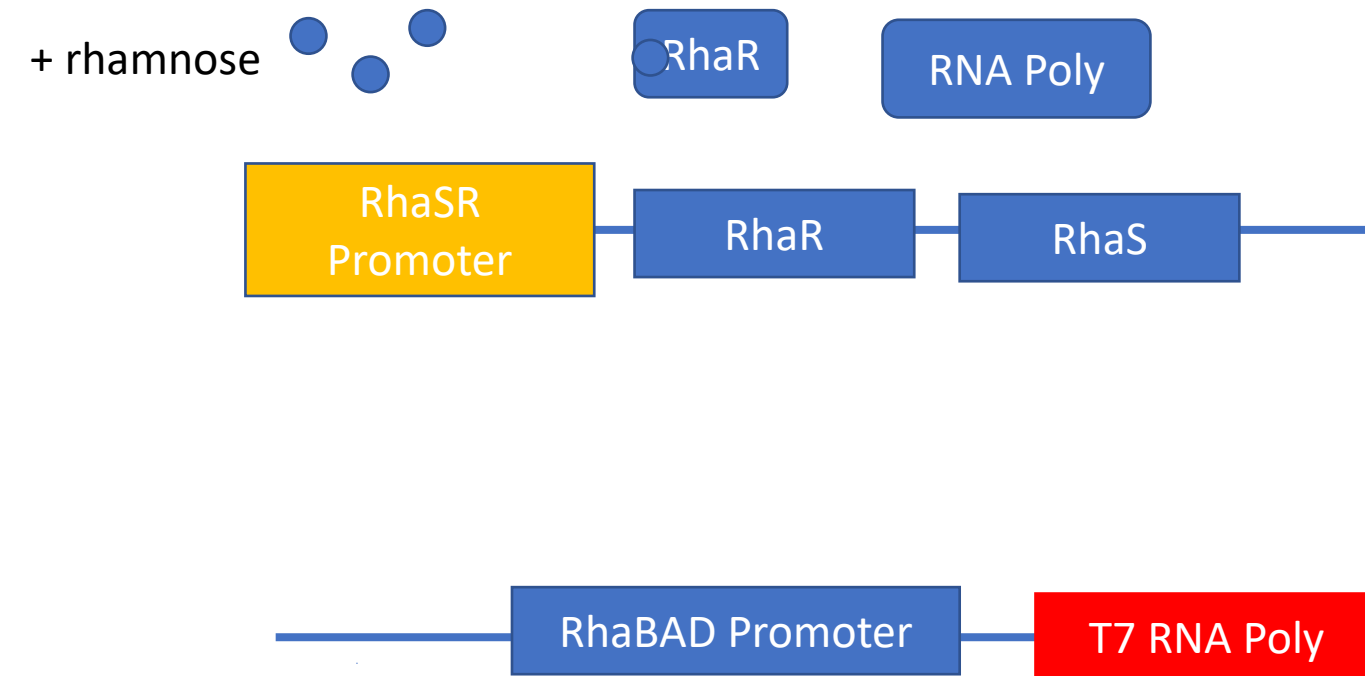 + rhamnose
RhaR
RNA Poly
RhaSR
Promoter
RhaR
RhaS
RhaBAD Promoter
T7 RNA Poly